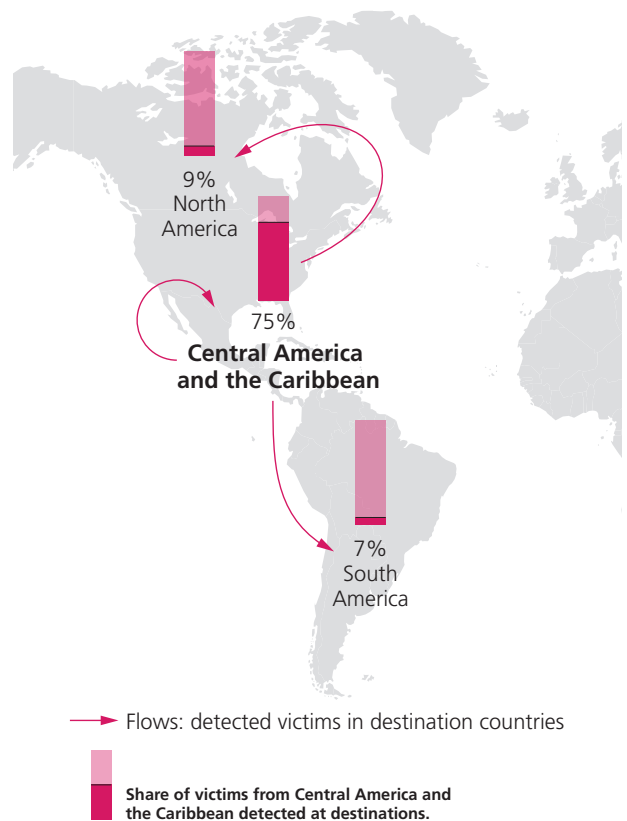 9%
North
America
75%
Central America
and the Caribbean
7%
South
America
Flows: detected victims in destination countries
Share of victims from Central America and
the Caribbean detected at destinations.